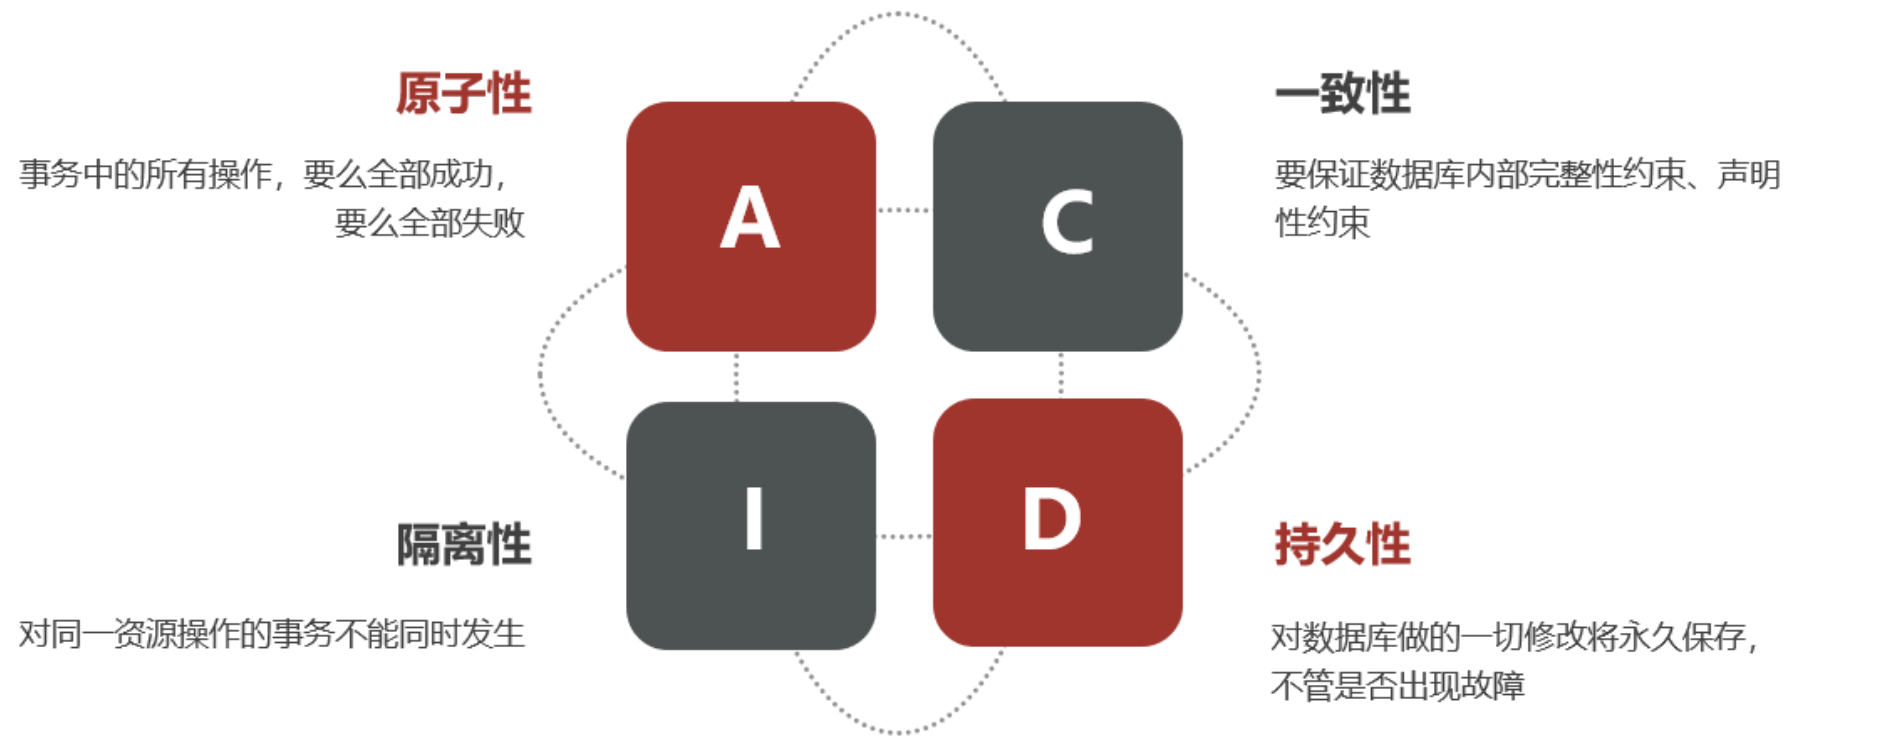 原子性
事务中的所有操作，要么全部成功，
要么全部失败
A
C
一致性
要保证数据库内部完整性约束、声明
性约束
隔离性
对同一资源操作的事务不能同时发生
I
D
持久性
对数据库做的一切修改将永久保存，
不管是否出现故障